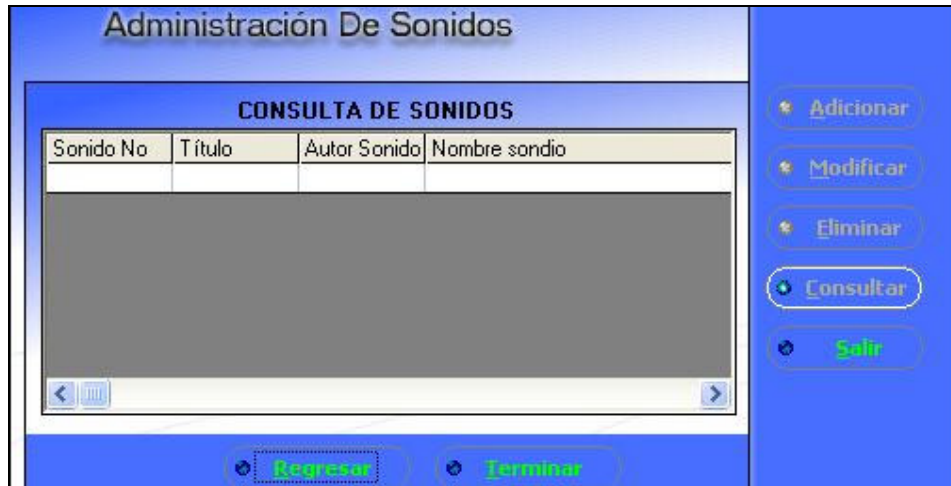 Administración De Sonidos
CONSULTA DE SONIDOS
Sonido No Título Autor Sonido Nombre sondio
Adicionar
Modificar
Eliminar
Consultar
Salir
Regresar Terminar